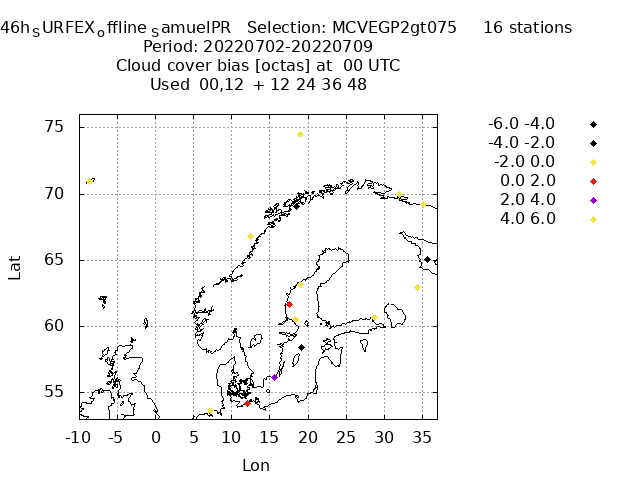 46h_SURFEX_offline_SamuelPR Selection: MCVEGP2gt075 16 stations
Period: 20220702-20220709
Cloud cover bias [octas] at 00 UTC
Used 00,12 + 12 24 36 48
-6.0 -4.0
-4.0 -2.0
-2.0 0.0
0.0 2.0
2.0 4.0
4.0 6.0
75
70
65
60
55
Lat
-10 -5 0 5 10 15 20 25 30 35
Lon